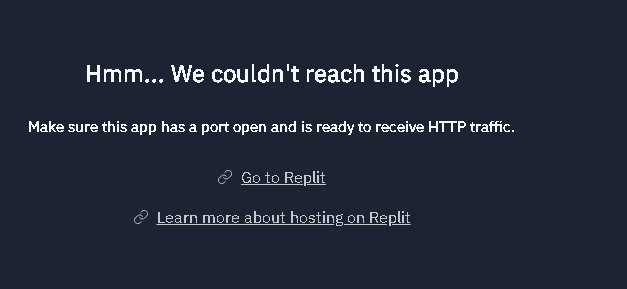 Hmm... We couldn't reach this app
Make sure this app has a port open and is ready to receive HTTP traffic.
Go to Replit
Learn more about hosting on Replit